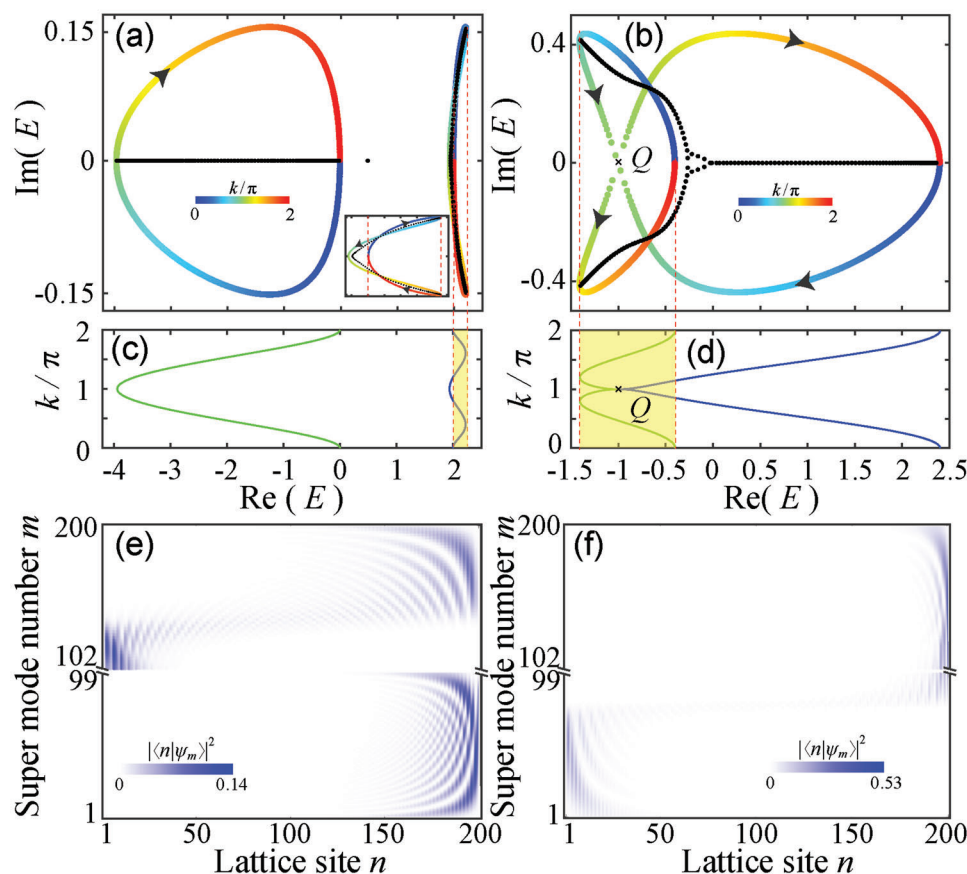 (a)
0.15
0
-0.15
Im( E )
k/π
0 2
(b)
0.4
0
-0.4
Im( E )
Q
k/π
0 2
(c)
2
1
0
k / π
-4 -3 -2 -1 0 1 2
Re ( E )
(d)
2
1
0
k / π
Q
-1.5 -1 -0.5 0 0.5 1 1.5 2 2.5
Re( E )
(e)
200
102
99
1
Super mode number m
|⟨n|ψm⟩|²
0 0.14
1 50 100 150 200
Lattice site n
(f)
200
102
99
1
Super mode number m
|⟨n|ψm⟩|²
0 0.53
1 50 100 150 200
Lattice site n